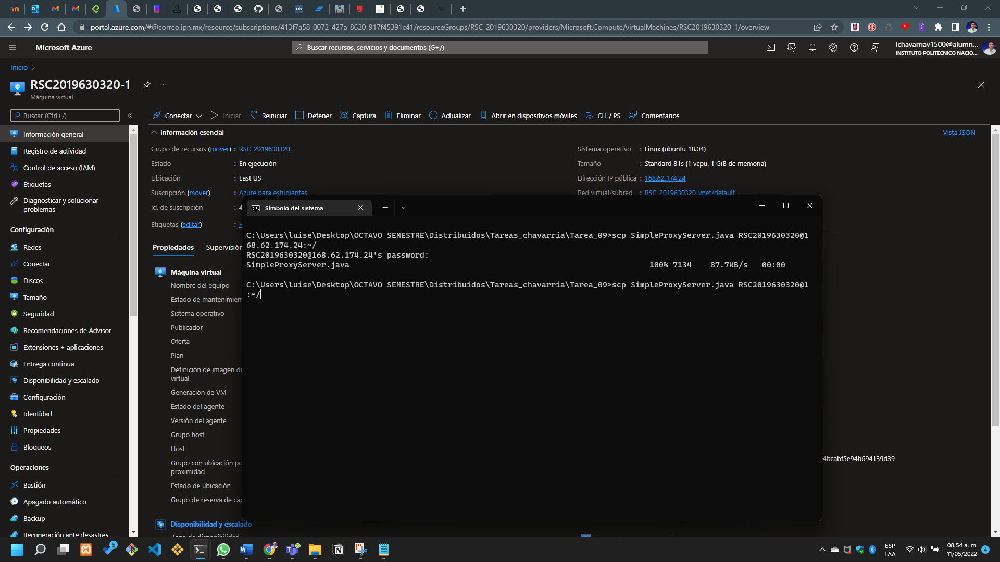 portal.azure.com/#@correo.ipn.mx/resource/subscriptions/413f7a58-0072-427a-8620-917f45391c41/resourceGroups/RSC-2019630320/providers/Microsoft.Compute/virtualMachines/RSC2019630320-1/overview
Microsoft Azure
Buscar recursos, servicios y documentos (G+/)
lchavarriav1500@alumn...
INSTITUTO POLITECNICO NACIO...
Inicio
RSC2019630320-1
Máquina virtual
Buscar (Ctrl+/)
Conectar
Iniciar
Reiniciar
Detener
Captura
Eliminar
Actualizar
Abrir en dispositivos móviles
CLI / PS
Comentarios
Información general
Registro de actividad
Control de acceso (IAM)
Etiquetas
Diagnosticar y solucionar
problemas
Configuración
Redes
Conectar
Discos
Tamaño
Seguridad
Recomendaciones de Advisor
Extensiones + aplicaciones
Entrega continua
Disponibilidad y escalado
Configuración
Identidad
Propiedades
Bloqueos
Operaciones
Bastión
Apagado automático
Backup
Recuperación ante desastres
Información esencial
Vista JSON
Grupo de recursos (mover) : RSC-2019630320
Estado : En ejecución
Ubicación : East US
Suscripción (mover) : Azure para estudiantes
Id. de suscripción : 4
Etiquetas (editar) : H
Sistema operativo : Linux (ubuntu 18.04)
Tamaño : Standard B1s (1 vcpu, 1 GiB de memoria)
Dirección IP pública : 168.62.174.24
Red virtual/subred : RSC-2019630320-vnet/default
Propiedades
Supervisión
Máquina virtual
Nombre del equipo
Estado de mantenimien
Sistema operativo
Publicador
Oferta
Plan
Definición de imagen de
virtual
Generación de VM
Estado del agente
Versión del agente
Grupo host
Host
Grupo con ubicación po
proximidad
Estado de ubicación
Grupo de reserva de cap
Disponibilidad y escalado
Zona de disponibilidad
4bcabf5e94b694139d39
Símbolo del sistema
C:\Users\luise\Desktop\OCTAVO SEMESTRE\Distribuidos\Tareas_chavarria\Tarea_09>scp SimpleProxyServer.java RSC2019630320@1
68.62.174.24:~/
RSC2019630320@168.62.174.24's password:
SimpleProxyServer.java 100% 7134 87.7KB/s 00:00
C:\Users\luise\Desktop\OCTAVO SEMESTRE\Distribuidos\Tareas_chavarria\Tarea_09>scp SimpleProxyServer.java RSC2019630320@1
:~/
5
ESP
LAA
08:54 a. m.
11/05/2022
4